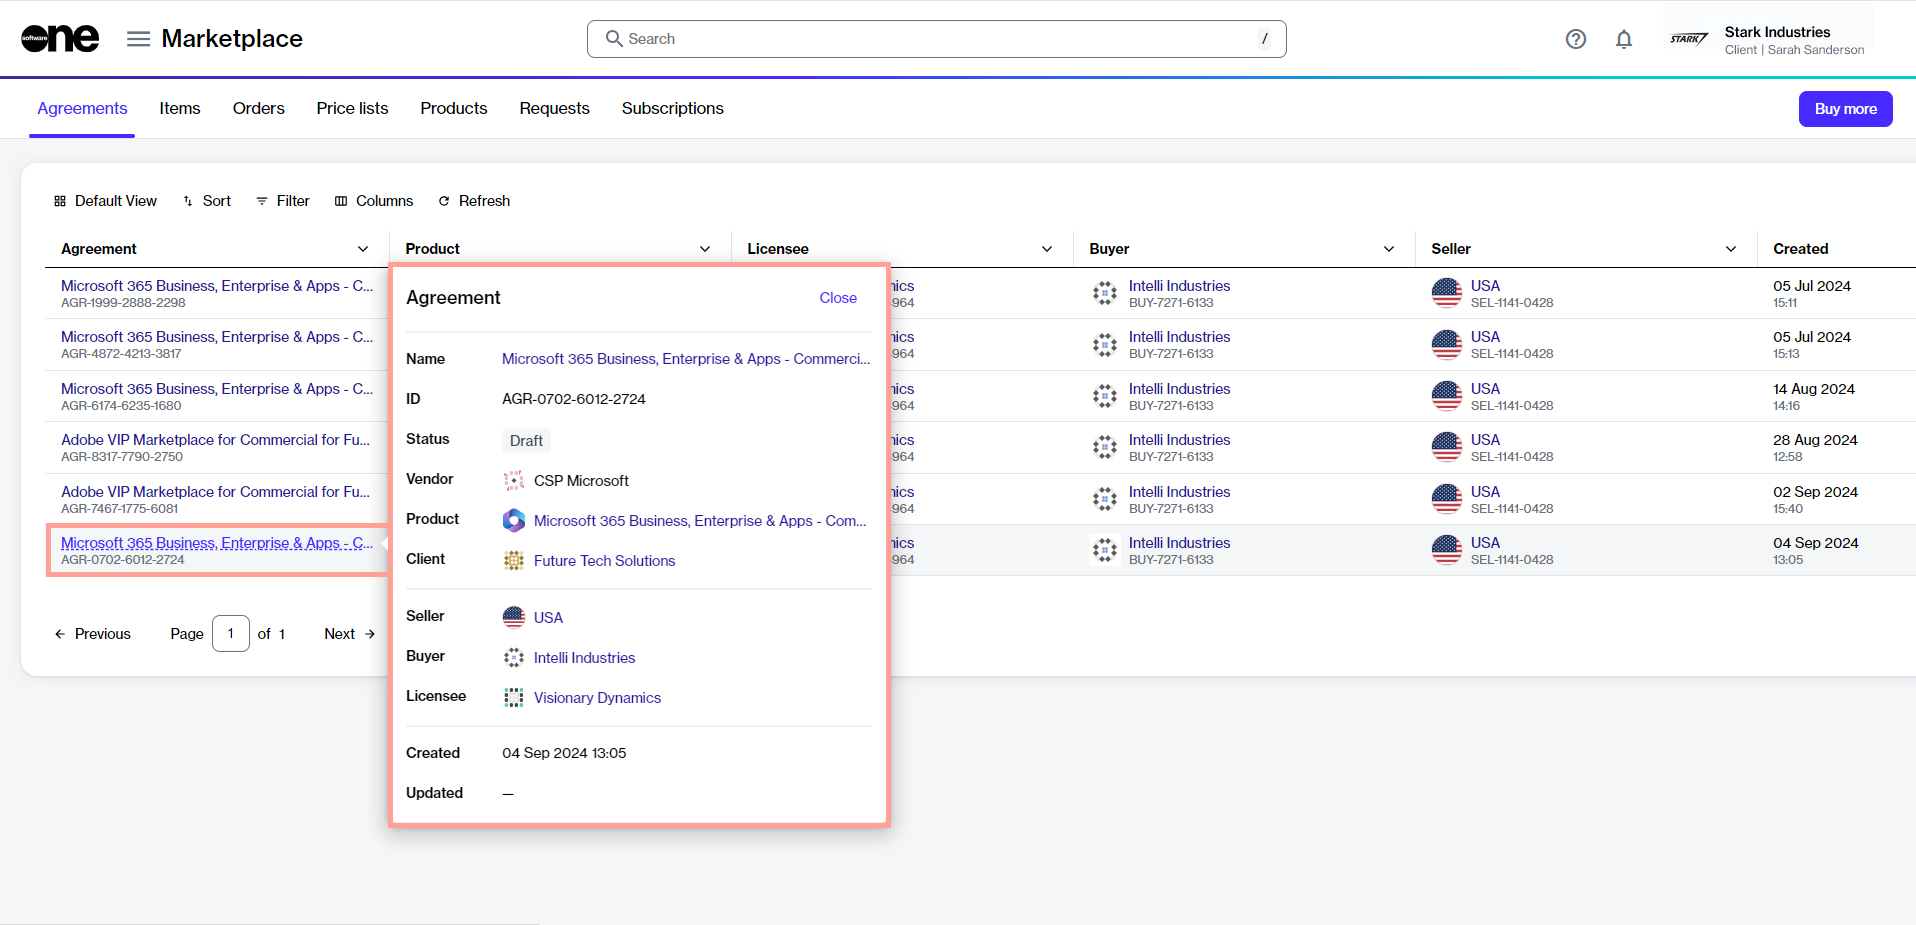 software one
Marketplace
Search /
Stark Industries
Client | Sarah Sanderson
STARK
Agreements Items Orders Price lists Products Requests Subscriptions Buy more
Default View Sort Filter Columns Refresh
Agreement Product Licensee Buyer Seller Created
Microsoft 365 Business, Enterprise & Apps - C... ics Intelli Industries USA 05 Jul 2024
AGR-1999-2888-2298 964 BUY-7271-6133 SEL-1141-0428 15:11
Microsoft 365 Business, Enterprise & Apps - C... ics Intelli Industries USA 05 Jul 2024
AGR-4872-4213-3817 964 BUY-7271-6133 SEL-1141-0428 15:13
Microsoft 365 Business, Enterprise & Apps - C... ics Intelli Industries USA 14 Aug 2024
AGR-6174-6235-1680 964 BUY-7271-6133 SEL-1141-0428 14:16
Adobe VIP Marketplace for Commercial for Fu... ics Intelli Industries USA 28 Aug 2024
AGR-8317-7790-2750 964 BUY-7271-6133 SEL-1141-0428 12:58
Adobe VIP Marketplace for Commercial for Fu... ics Intelli Industries USA 02 Sep 2024
AGR-7467-1775-6081 964 BUY-7271-6133 SEL-1141-0428 15:40
Microsoft 365 Business, Enterprise & Apps - C... ics Intelli Industries USA 04 Sep 2024
AGR-0702-6012-2724 964 BUY-7271-6133 SEL-1141-0428 13:05
Previous Page 1 of 1 Next
Agreement Close
Name Microsoft 365 Business, Enterprise & Apps - Commerci...
ID AGR-0702-6012-2724
Status Draft
Vendor CSP Microsoft
Product Microsoft 365 Business, Enterprise & Apps - Com...
Client Future Tech Solutions
Seller USA
Buyer Intelli Industries
Licensee Visionary Dynamics
Created 04 Sep 2024 13:05
Updated —